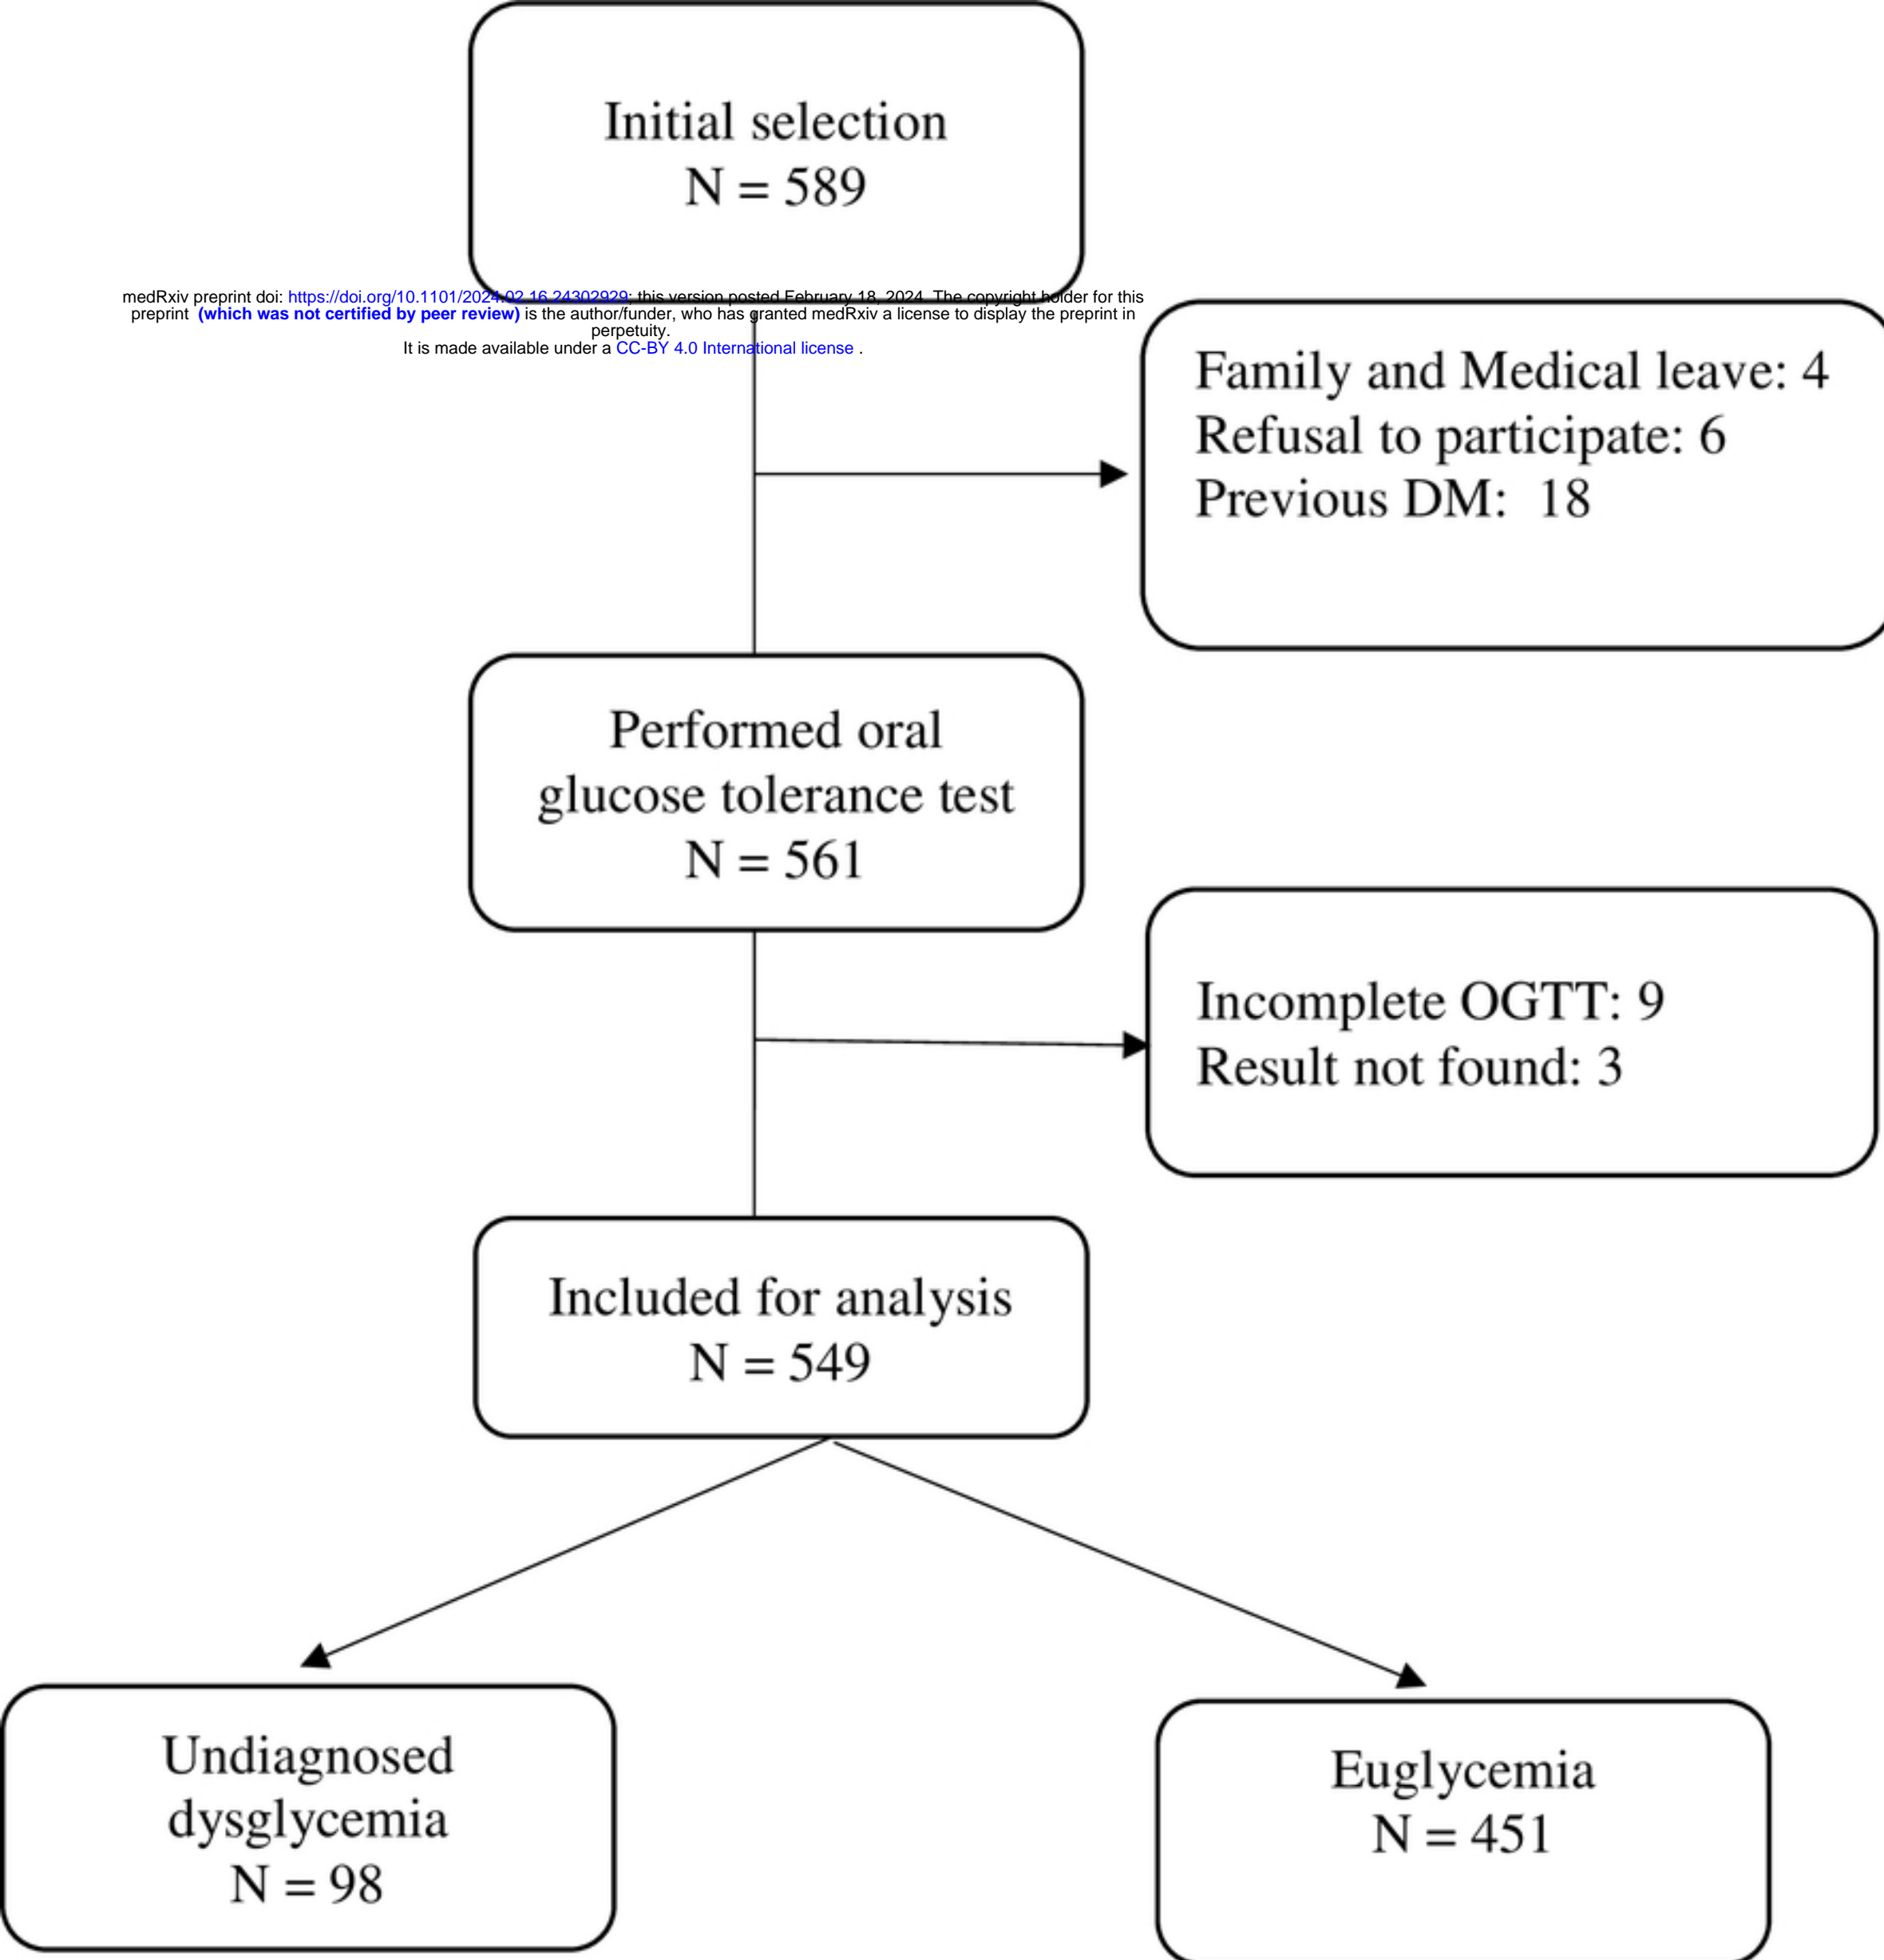 Initial selection
N = 589
medRxiv preprint doi: https://doi.org/10.1101/2024.02.16.24302929; this version posted February 18, 2024. The copyright holder for this
preprint (which was not certified by peer review) is the author/funder, who has granted medRxiv a license to display the preprint in
perpetuity.
It is made available under a CC-BY 4.0 International license .
Family and Medical leave: 4
Refusal to participate: 6
Previous DM: 18
Performed oral
glucose tolerance test
N = 561
Incomplete OGTT: 9
Result not found: 3
Included for analysis
N = 549
Undiagnosed
dysglycemia
N = 98
Euglycemia
N = 451